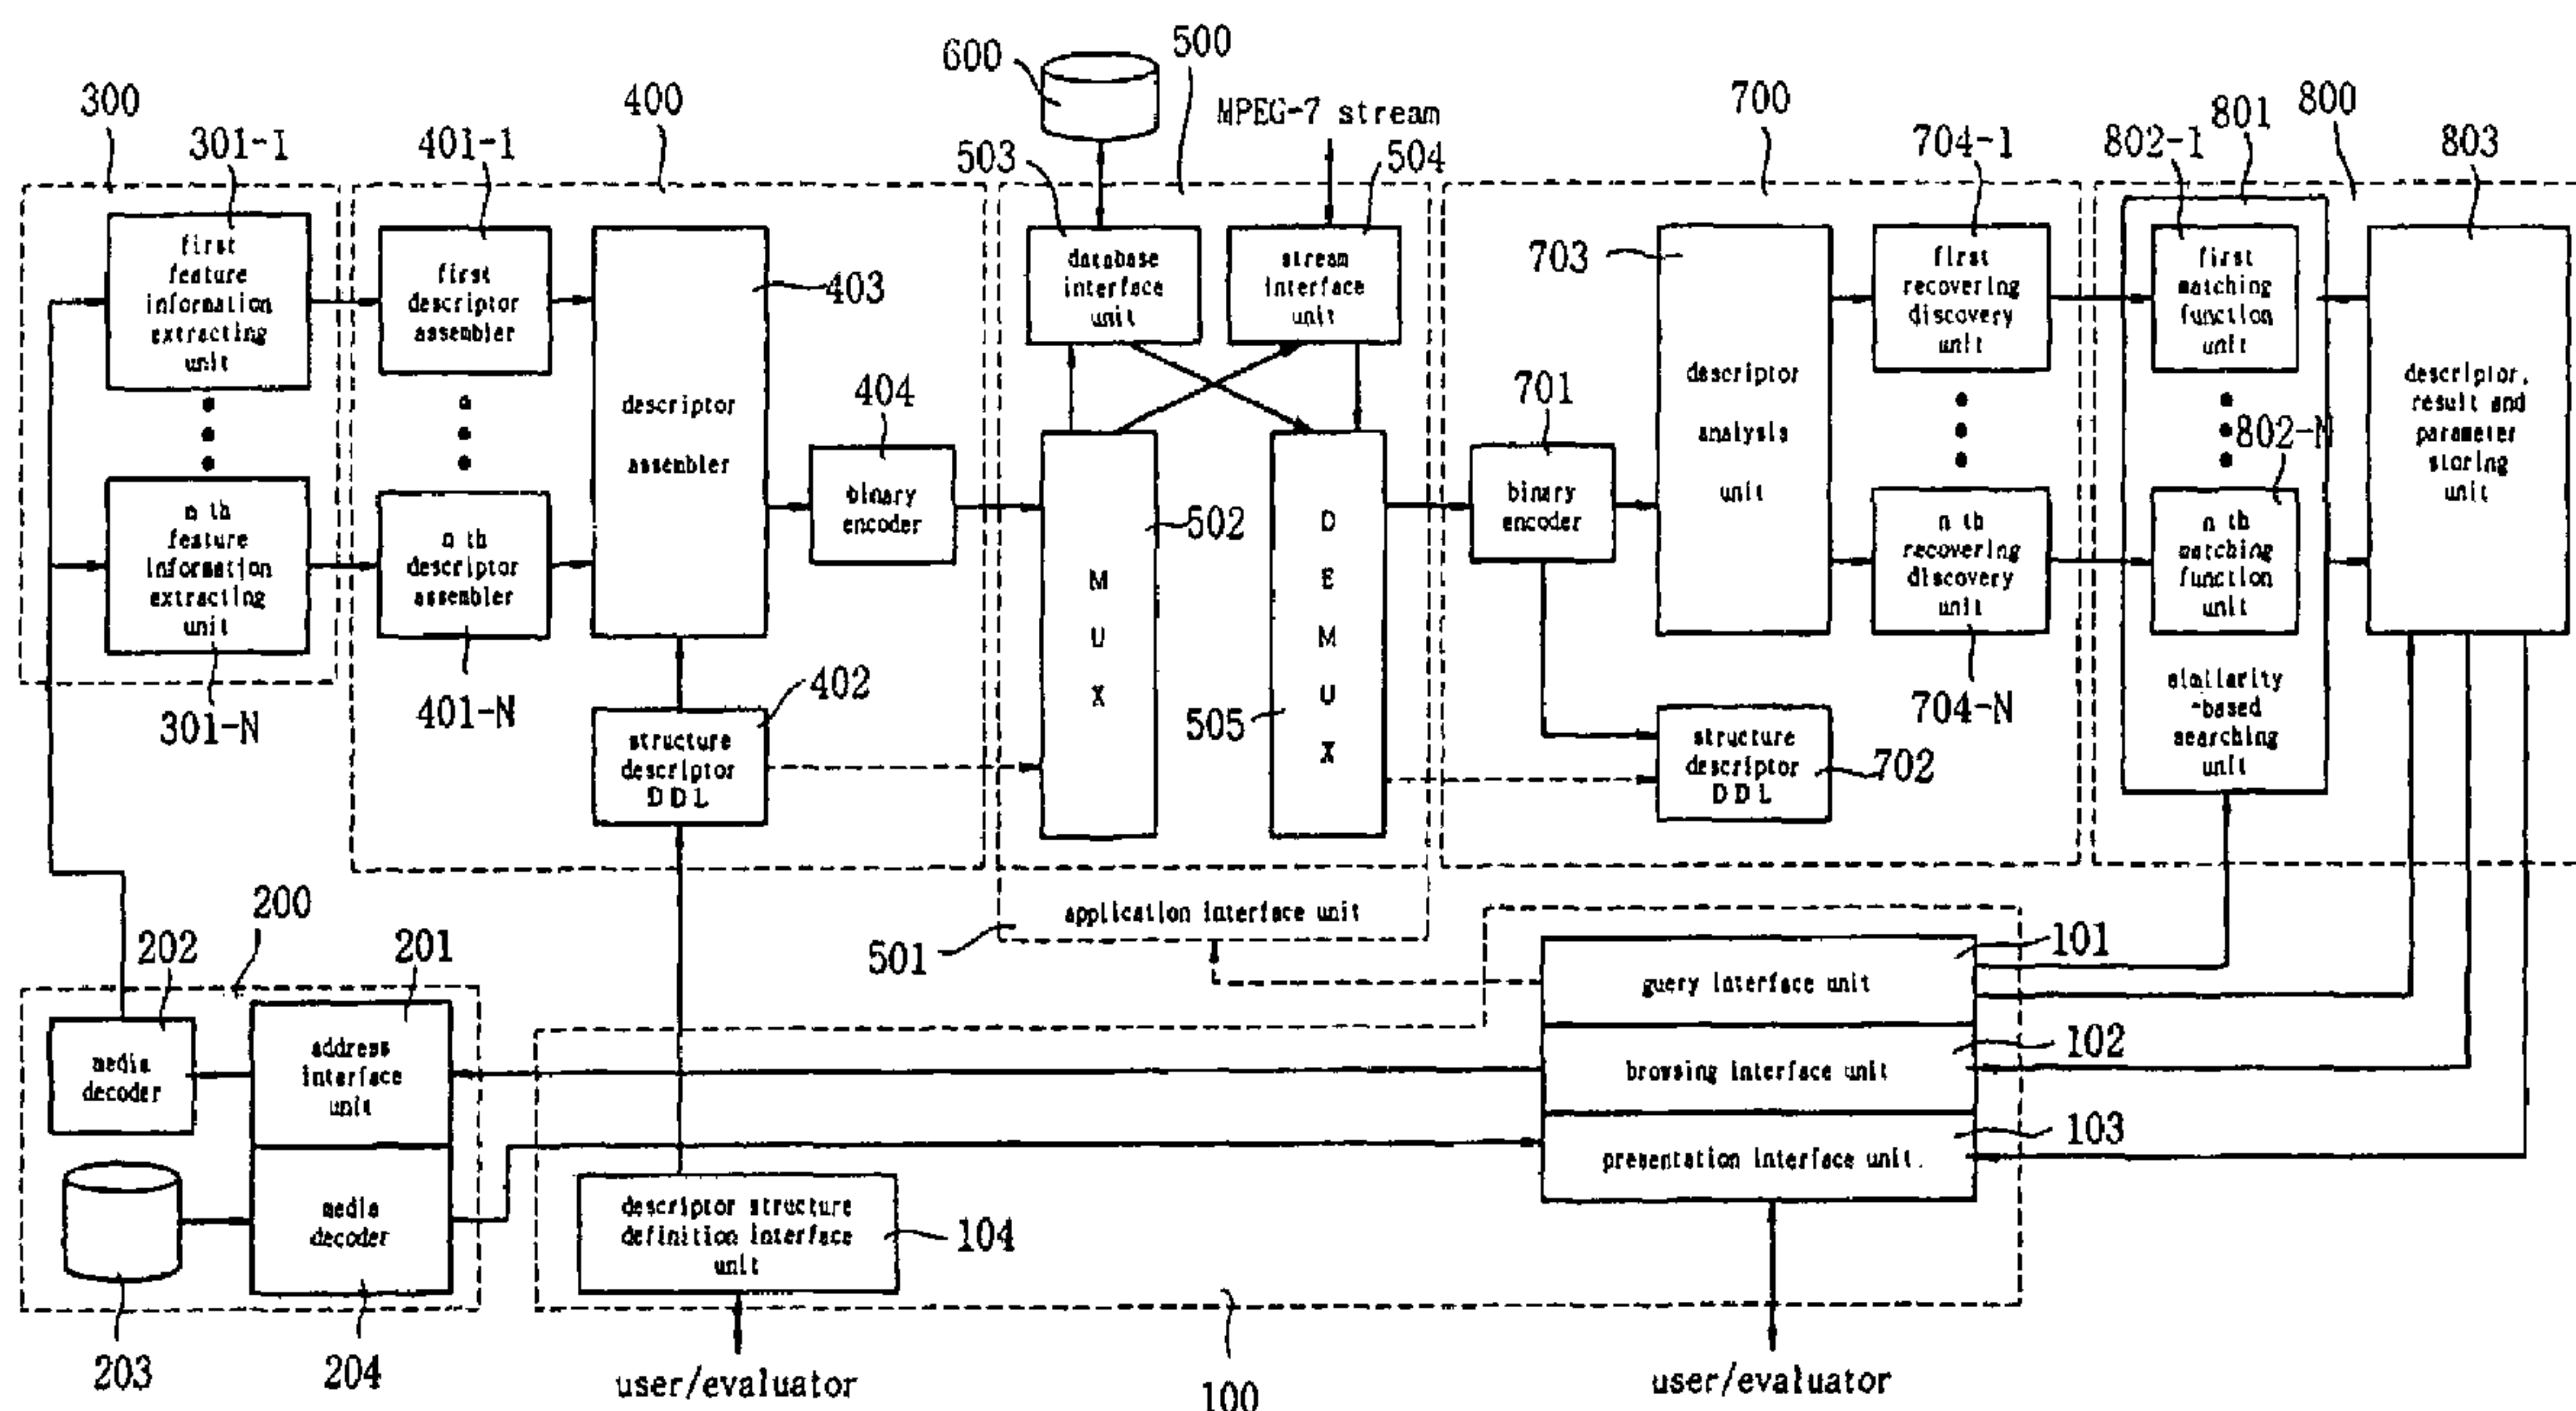 600
500
MPEG-7 stream
300
301-1
400
401-1
503
504
700
704-1
802-1
801
800
803
first
feature
information
extracting
unit
first
descriptor
assembler
403
database
interface
unit
stream
interface
unit
703
first
recovering
discovery
unit
first
matching
function
unit
descriptor
assembler
404
binary
encoder
701
binary
encoder
descriptor
analysis
unit
802-N
descriptor,
result and
parameter
storing
unit
n th
feature
information
extracting
unit
n th
descriptor
assembler
M
U
X
502
D
E
M
U
X
505
n th
recovering
discovery
unit
n th
matching
function
unit
301-N
401-N
402
structure
descriptor
DDL
704-N
structure
descriptor
DDL
702
similarity
-based
searching
unit
200
202
201
application interface unit
501
101
guery interface unit
media
decoder
address
interface
unit
browsing interface unit
102
presentation interface unit.
103
media
decoder
descriptor structure
definition interface
unit
104
203
204
user/evaluator
100
user/evaluator